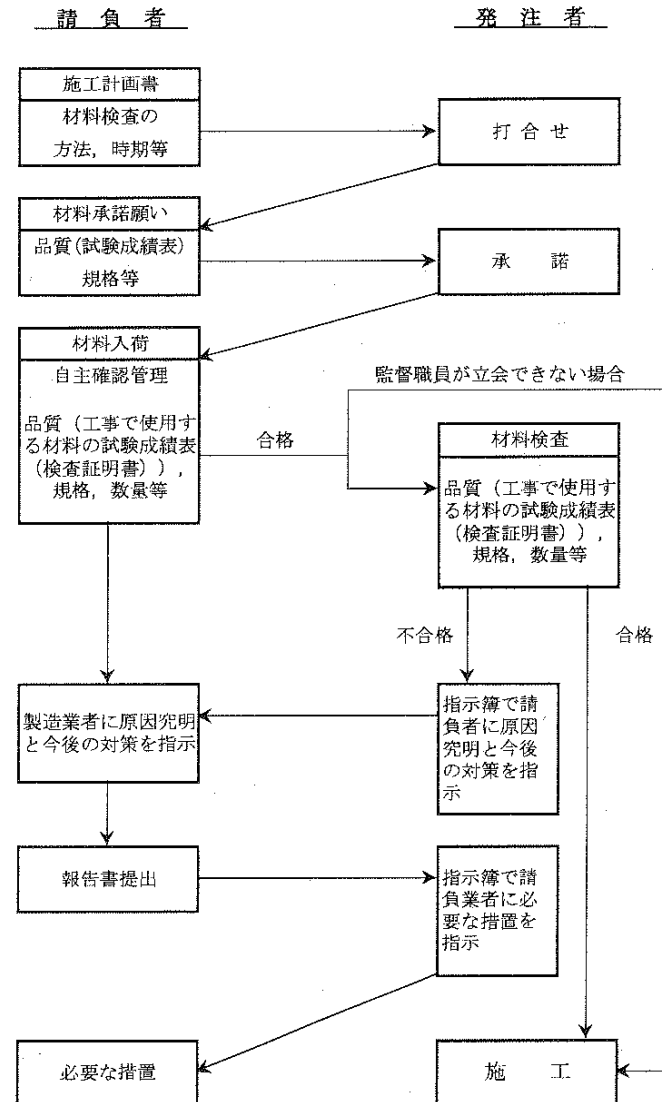 請負者
発注者
施工計画書
材料検査の
方法，時期等
打合せ
材料承諾願い
品質(試験成績表)
規格等
承諾
材料入荷
自主確認管理
品質（工事で使用す
る材料の試験成績表
（検査証明書）），
規格，数量等
合格
監督職員が立会できない場合
材料検査
品質（工事で使用す
る材料の試験成績表
（検査証明書）），
規格，数量等
不合格
合格
製造業者に原因究明
と今後の対策を指示
指示簿で請
負者に原因
究明と今後
の対策を指
示
報告書提出
指示簿で請
負業者に必
要な措置を
指示
必要な措置
施工